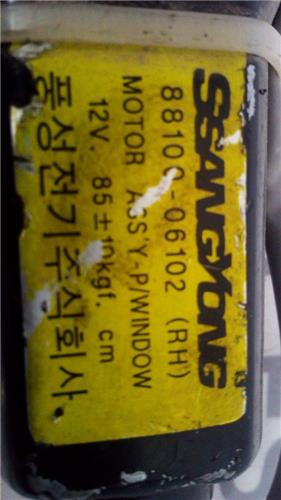 SSANGYONG
88100-06102 (RH)
MOTOR ASS'Y-P/WINDOW
12V. 85±10kgf. cm
풍성전기주식회사